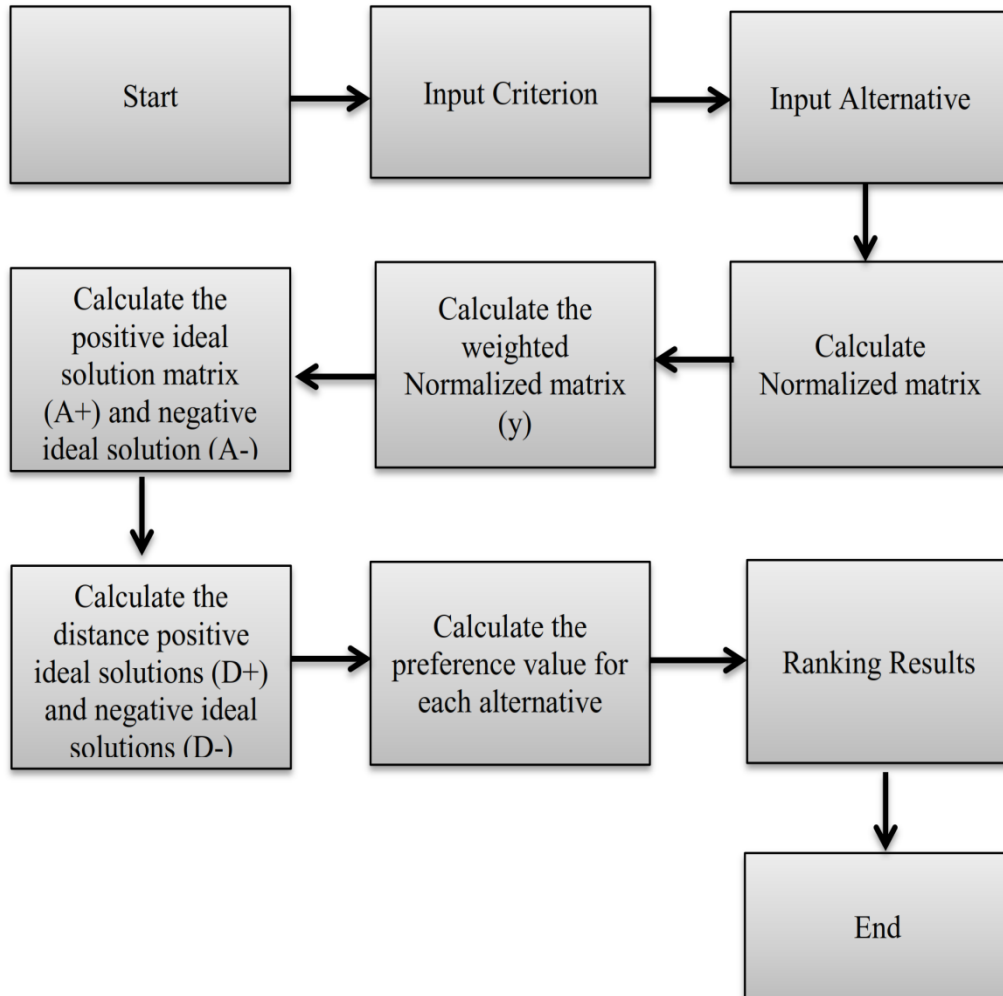 Start
Input Criterion
Input Alternative
Calculate
Normalized matrix
Calculate the
weighted
Normalized matrix
(y)
Calculate the
positive ideal
solution matrix
(A+) and negative
ideal solution (A-)
Calculate the
distance positive
ideal solutions (D+)
and negative ideal
solutions (D-)
Calculate the
preference value for
each alternative
Ranking Results
End